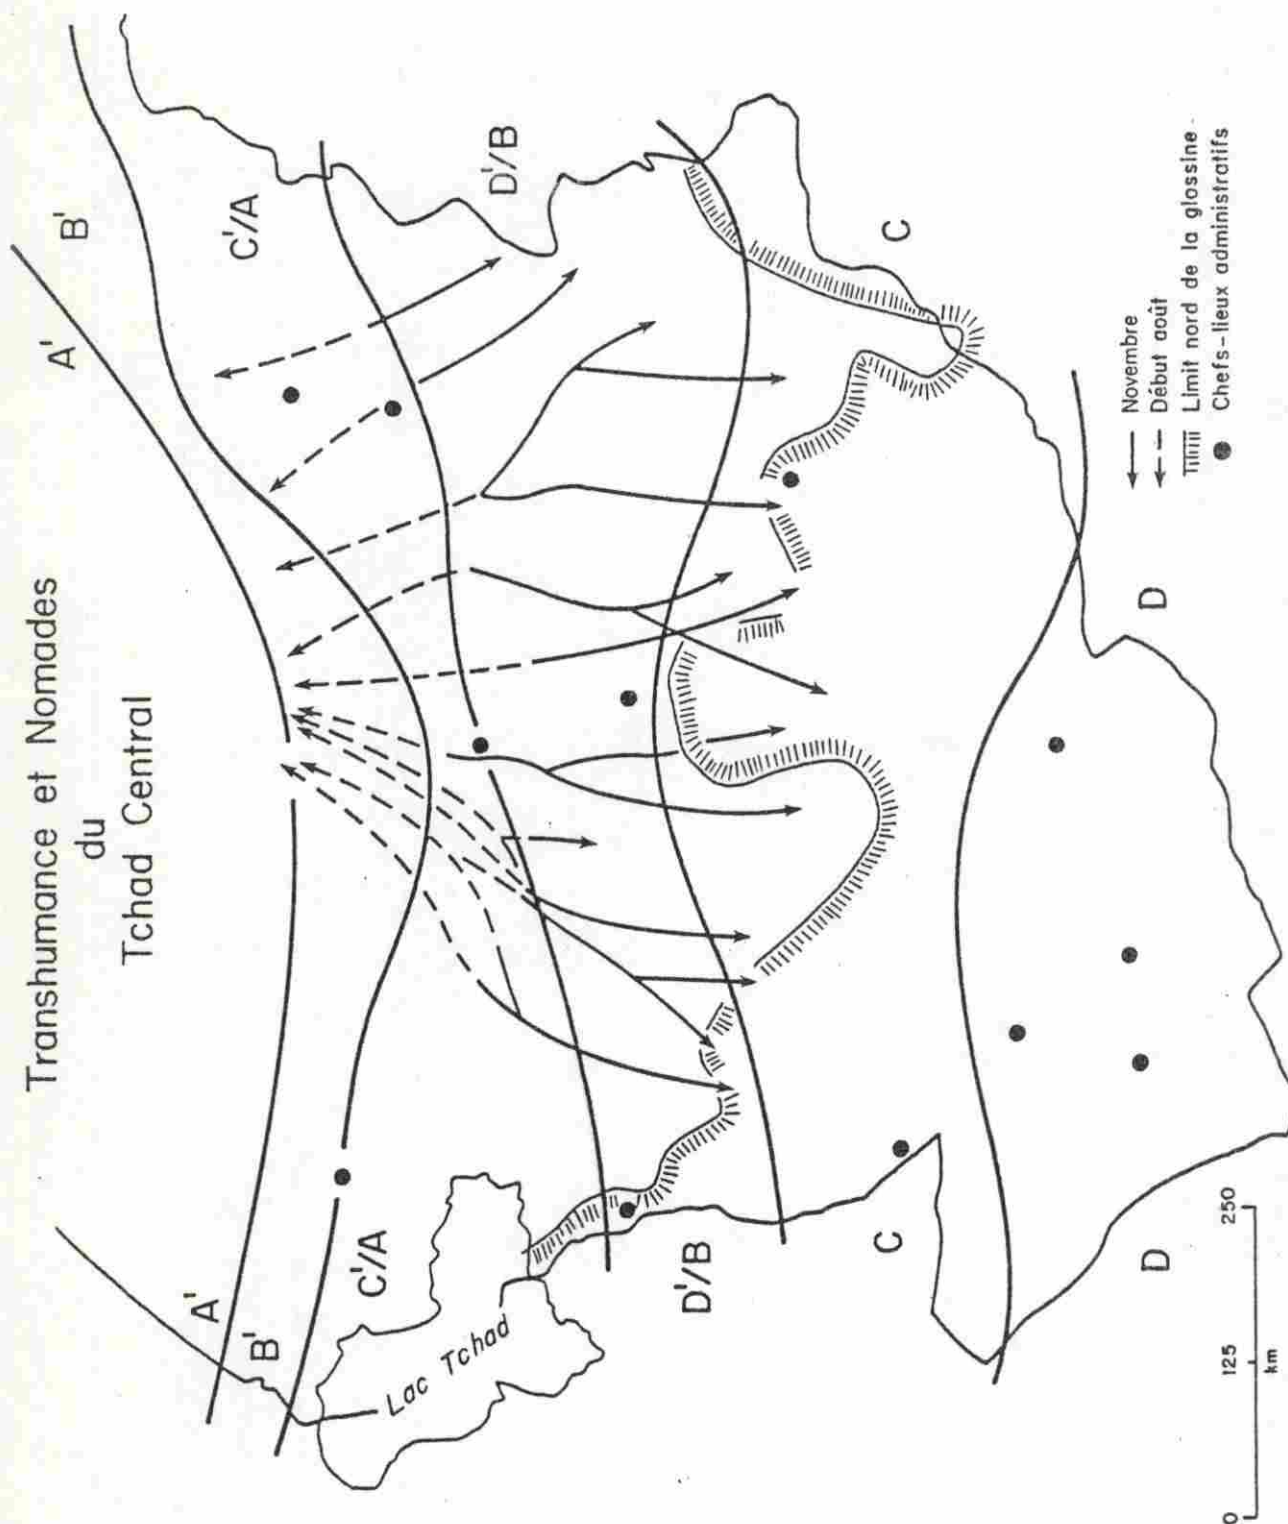 Transhumance et Nomades
du
Tchad Central
A'
B'
C'/A
D'/B
C
D
A'
B'
C'/A
D'/B
C
D
Lac Tchad
Novembre
Début août
Limit nord de la glossine
Chefs-lieux administratifs
0 125 250
km